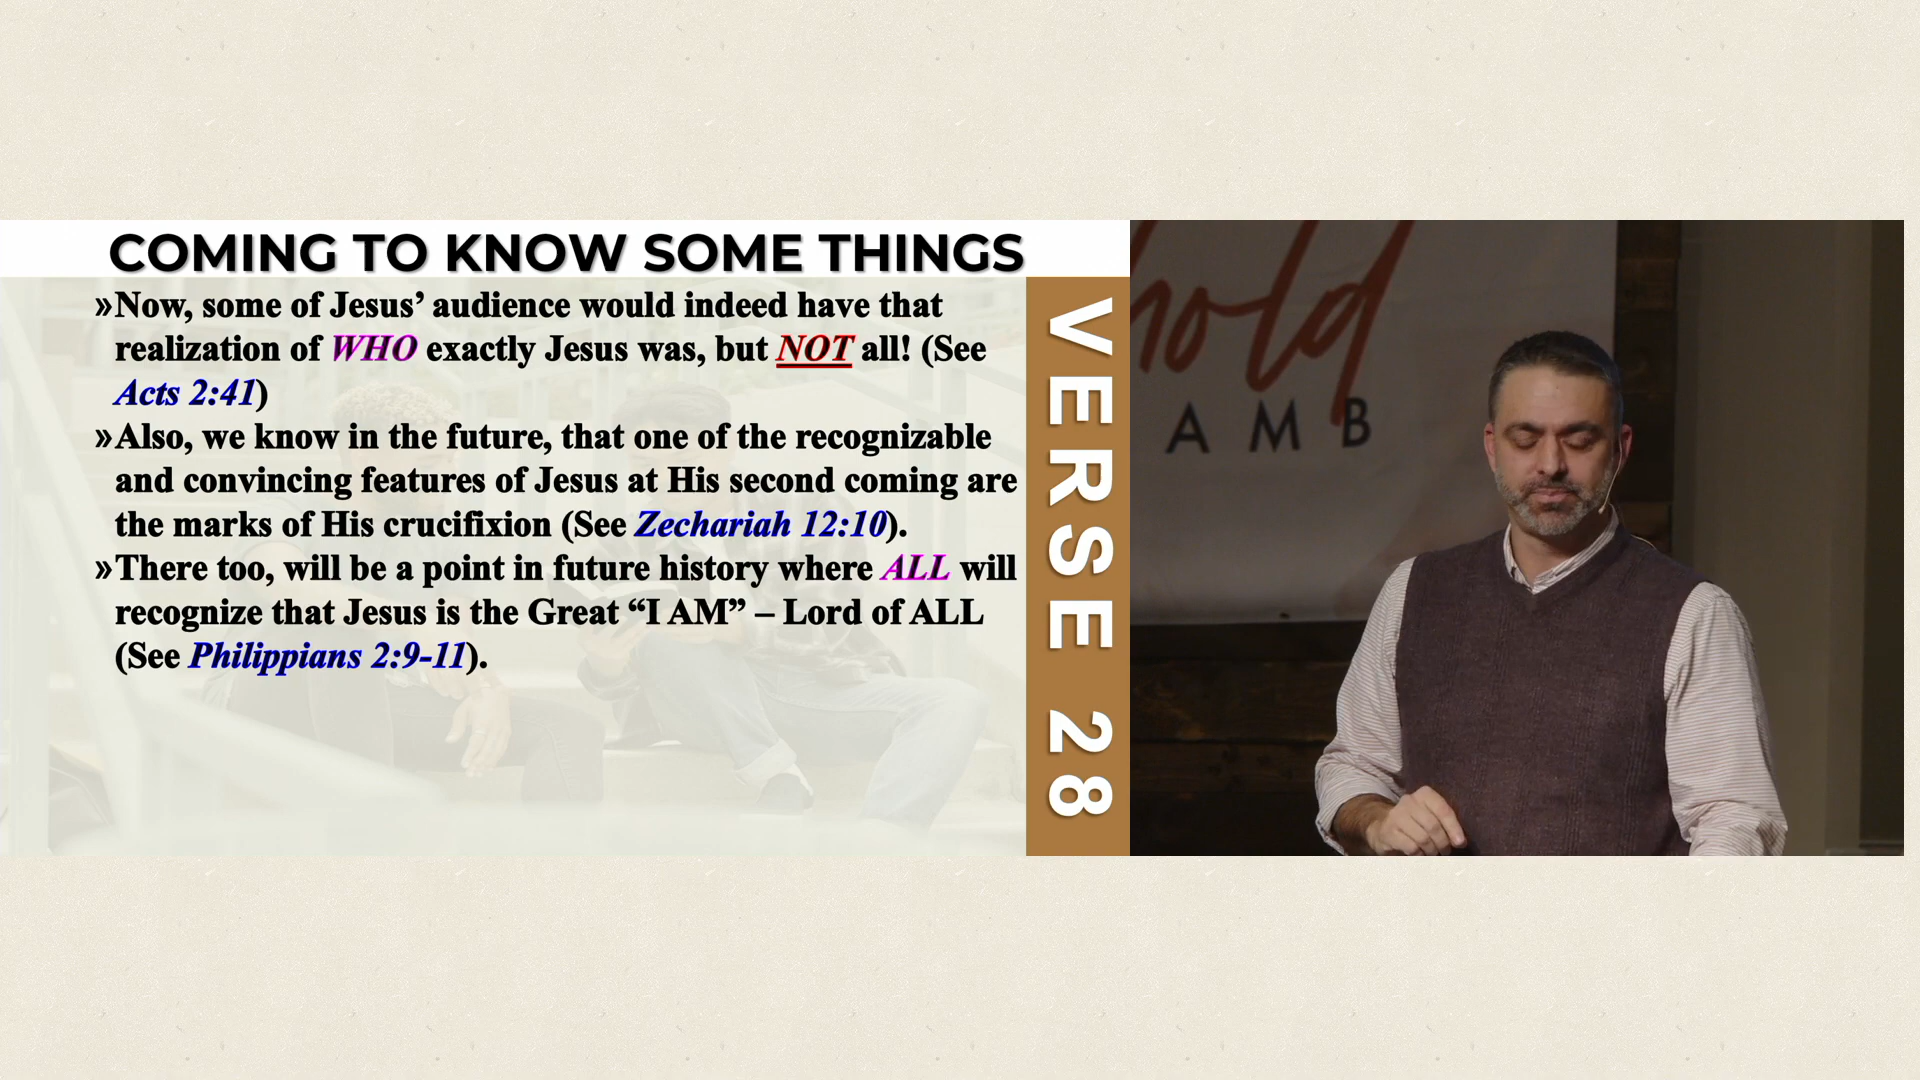 COMING TO KNOW SOME THINGS
»Now, some of Jesus’ audience would indeed have that
realization of WHO exactly Jesus was, but NOT all! (See
Acts 2:41)
»Also, we know in the future, that one of the recognizable
and convincing features of Jesus at His second coming are
the marks of His crucifixion (See Zechariah 12:10).
»There too, will be a point in future history where ALL will
recognize that Jesus is the Great “I AM” – Lord of ALL
(See Philippians 2:9-11).
VERSE 28
hold
AMB